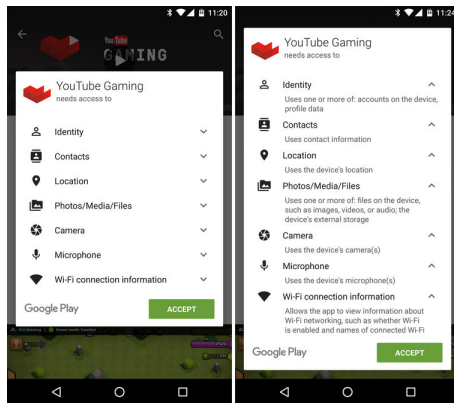 11:20
You Tube
GAMING
YouTube Gaming
needs access to
Identity
Contacts
Location
Photos/Media/Files
Camera
Microphone
Wi-Fi connection information
Google Play
ACCEPT
11:24
YouTube Gaming
needs access to
Identity
Uses one or more of: accounts on the device,
profile data
Contacts
Uses contact information
Location
Uses the device's location
Photos/Media/Files
Uses one or more of: files on the device,
such as images, videos, or audio; the
device's external storage
Camera
Uses the device's camera(s)
Microphone
Uses the device's microphone(s)
Wi-Fi connection information
Allows the app to view information about
Wi-Fi networking, such as whether Wi-Fi
is enabled and names of connected Wi-Fi
Google Play
ACCEPT